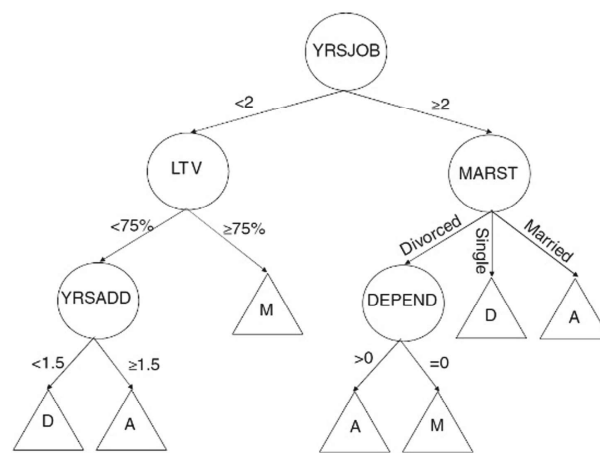 YRSJOB
<2
≥2
LTV
MARST
<75%
≥75%
Divorced
Single
Married
YRSADD
M
DEPEND
D
A
<1.5
≥1.5
>0
=0
D
A
A
M